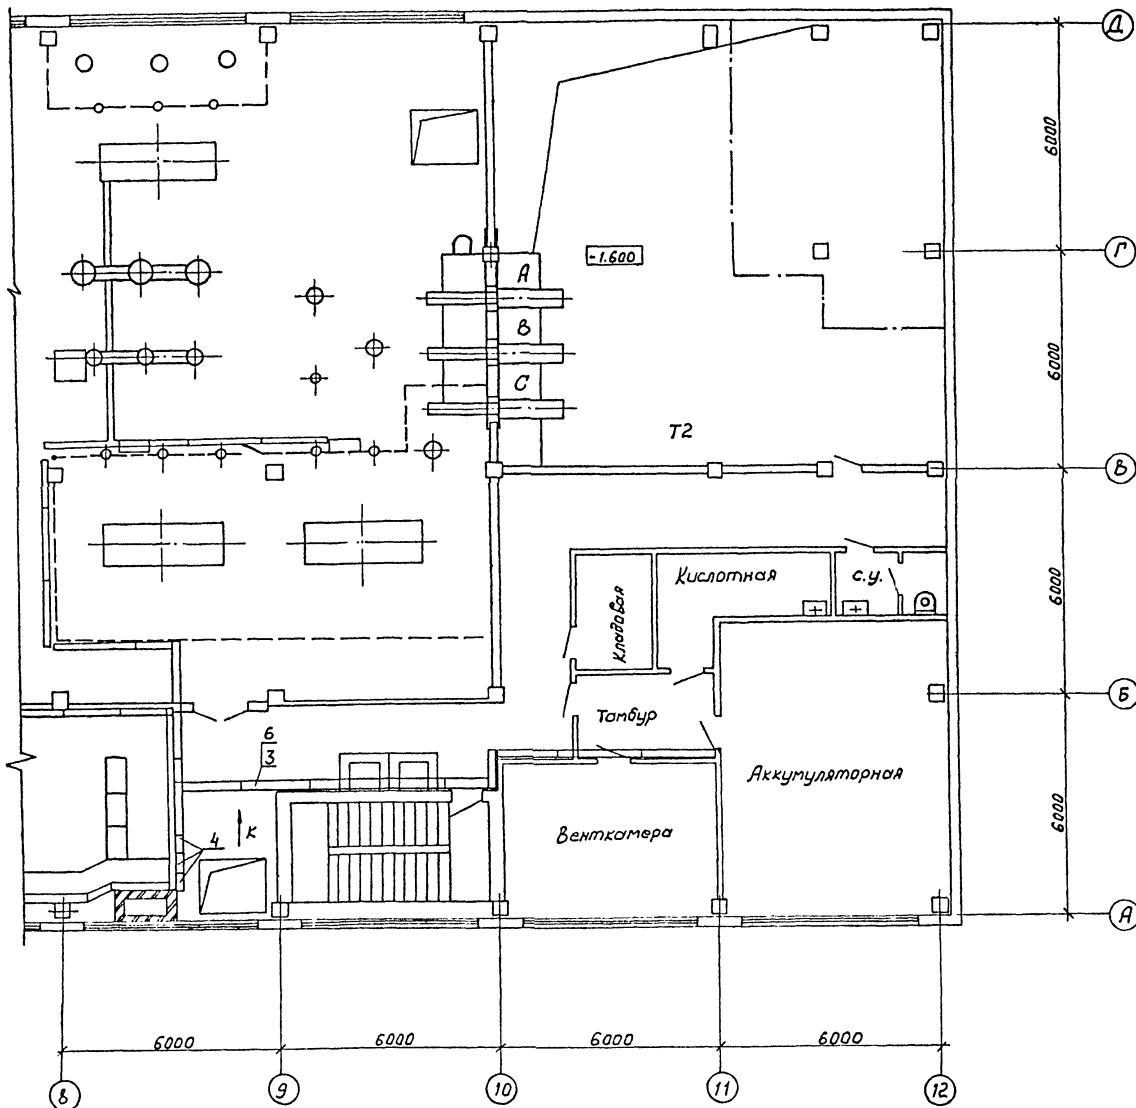 Д
6000
Г
-1.600
A
B
C
6000
T2
В
Кислотная
с.у.
Кладовая
6000
Б
Тамбур
6
3
Аккумуляторная
Венткамера
К
4
6000
А
6000
6000
6000
6000
8
9
10
11
12